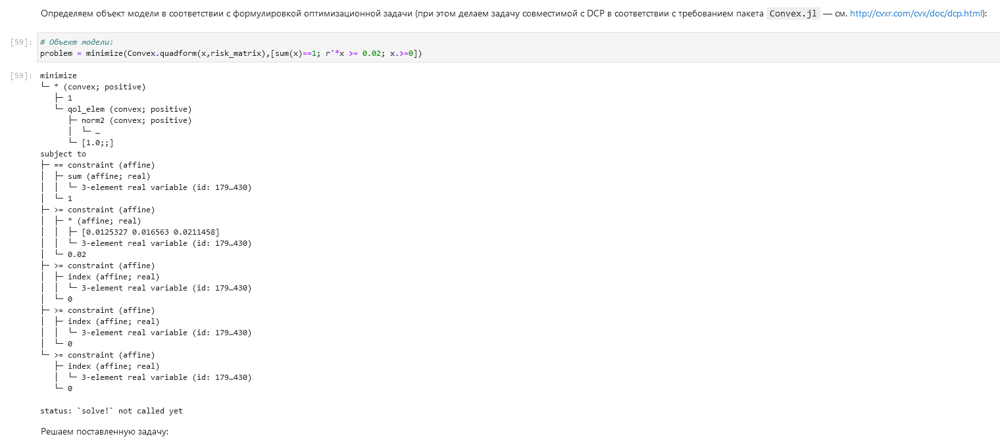 Определяем объект модели в соответствии с формулировкой оптимизационной задачи (при этом делаем задачу совместимой с DCP в соответствии с требованием пакета Convex.jl — см. http://cvxr.com/cvx/doc/dcp.html):
[59]: # Объект модели:
problem = minimize(Convex.quadform(x,risk_matrix),[sum(x)==1; r'*x >= 0.02; x.>=0])
[59]: minimize
└─ * (convex; positive)
   ├─ 1
   └─ qol_elem (convex; positive)
      ├─ norm2 (convex; positive)
      │  └─ …
      └─ [1.0;;]
subject to
├─ == constraint (affine)
│  ├─ sum (affine; real)
│  │  └─ 3-element real variable (id: 179…430)
│  └─ 1
├─ >= constraint (affine)
│  ├─ * (affine; real)
│  │  ├─ [0.0125327 0.016563 0.0211458]
│  │  └─ 3-element real variable (id: 179…430)
│  └─ 0.02
├─ >= constraint (affine)
│  ├─ index (affine; real)
│  │  └─ 3-element real variable (id: 179…430)
│  └─ 0
├─ >= constraint (affine)
│  ├─ index (affine; real)
│  │  └─ 3-element real variable (id: 179…430)
│  └─ 0
└─ >= constraint (affine)
   ├─ index (affine; real)
   │  └─ 3-element real variable (id: 179…430)
   └─ 0
status: `solve!` not called yet
Решаем поставленную задачу: